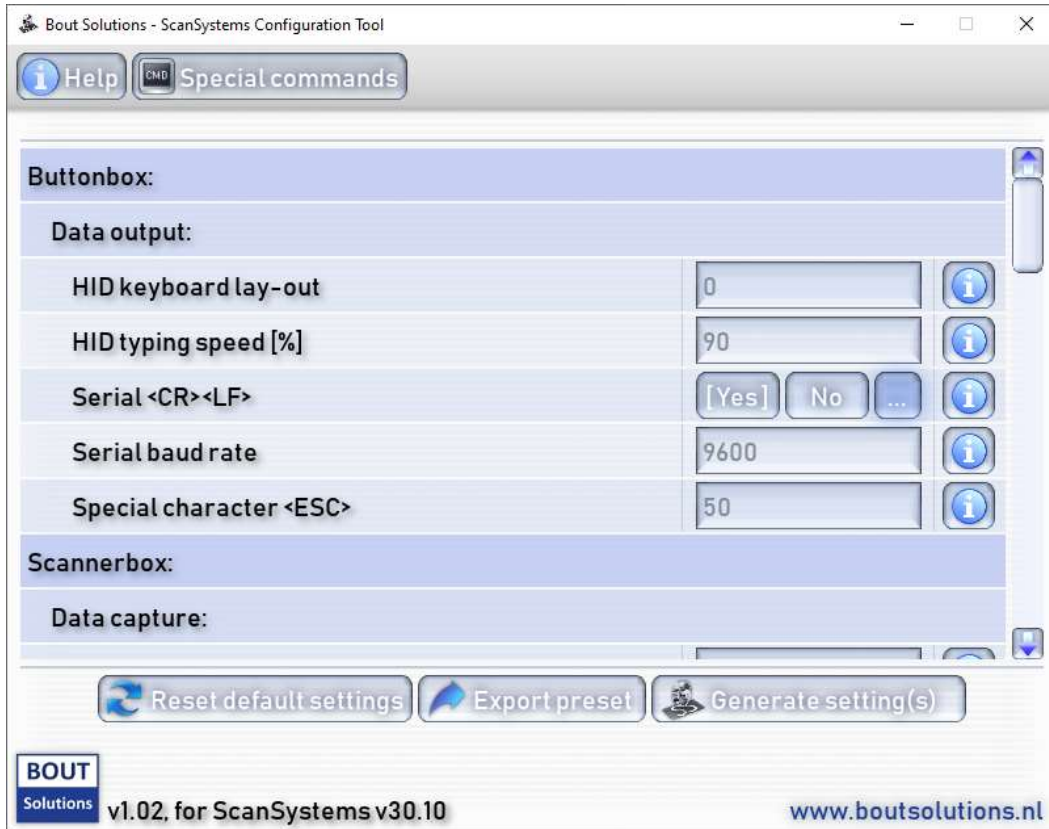 Bout Solutions - ScanSystems Configuration Tool
Help CMD Special commands
Buttonbox:
Data output:
HID keyboard lay-out 0
HID typing speed [%] 90
Serial <CR><LF> [Yes] No ...
Serial baud rate 9600
Special character <ESC> 50
Scannerbox:
Data capture:
Reset default settings Export preset Generate setting(s)
BOUT
Solutions
v1.02, for ScanSystems v30.10 www.boutsolutions.nl